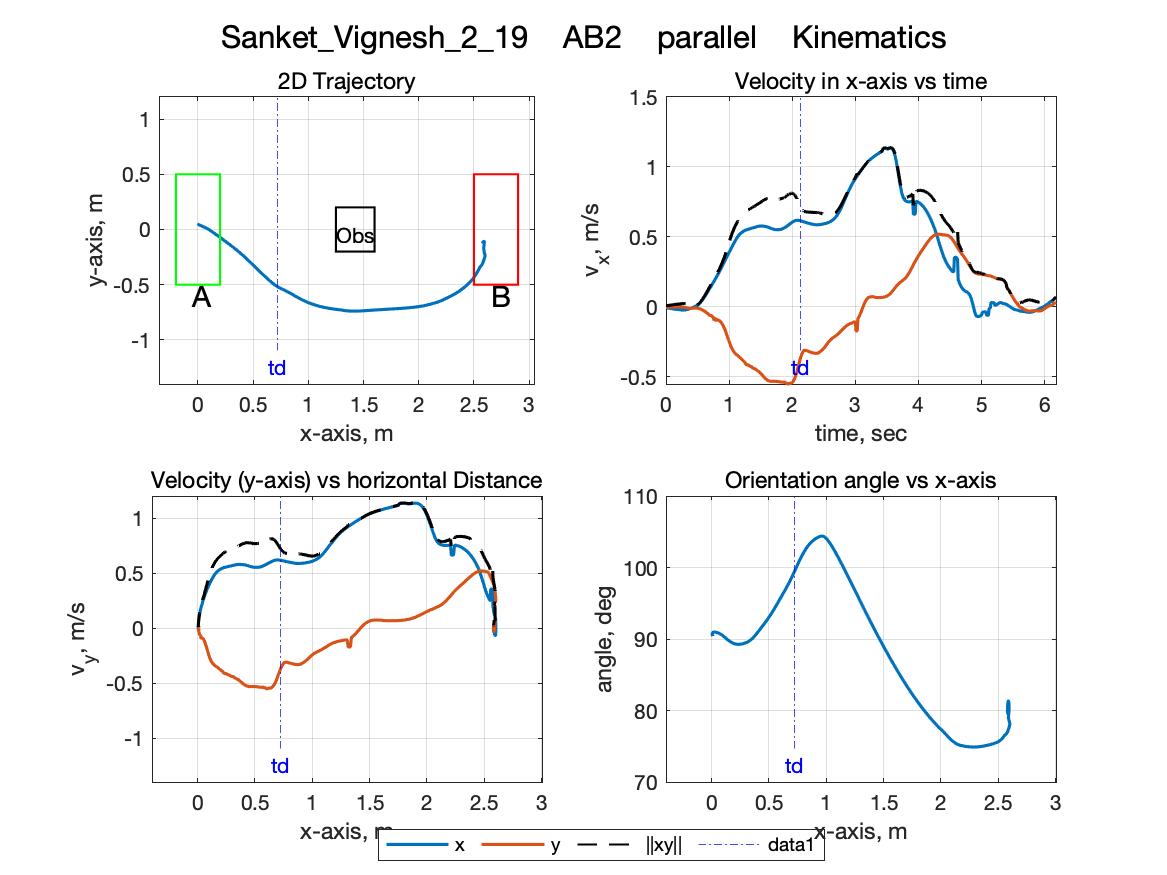 Sanket_Vignesh_2_19 AB2 parallel Kinematics
2D Trajectory
y-axis, m
1
0.5
0
-0.5
-1
Obs
A
B
td
0 0.5 1 1.5 2 2.5 3
x-axis, m
Velocity in x-axis vs time
v_x, m/s
1.5
1
0.5
0
-0.5
td
0 1 2 3 4 5 6
time, sec
Velocity (y-axis) vs horizontal Distance
v_y, m/s
1
0.5
0
-0.5
-1
td
0 0.5 1 1.5 2 2.5 3
x-axis, m
Orientation angle vs x-axis
angle, deg
110
100
90
80
70
td
0 0.5 1 1.5 2 2.5 3
x-axis, m
x y ||xy|| data1